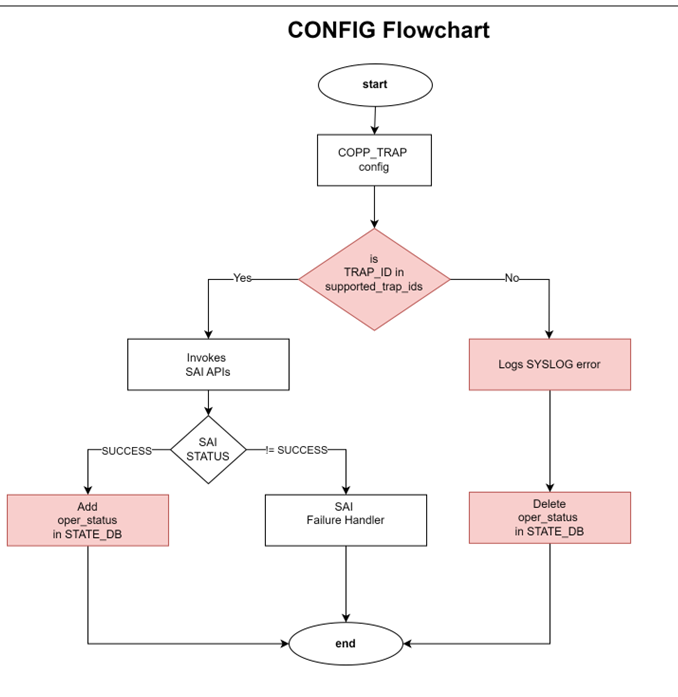 CONFIG Flowchart
start
COPP_TRAP
config
is
TRAP_ID in
supported_trap_ids
Yes
No
Invokes
SAI APIs
Logs SYSLOG error
SAI
STATUS
SUCCESS
!= SUCCESS
Add
oper_status
in STATE_DB
SAI
Failure Handler
Delete
oper_status
in STATE_DB
end